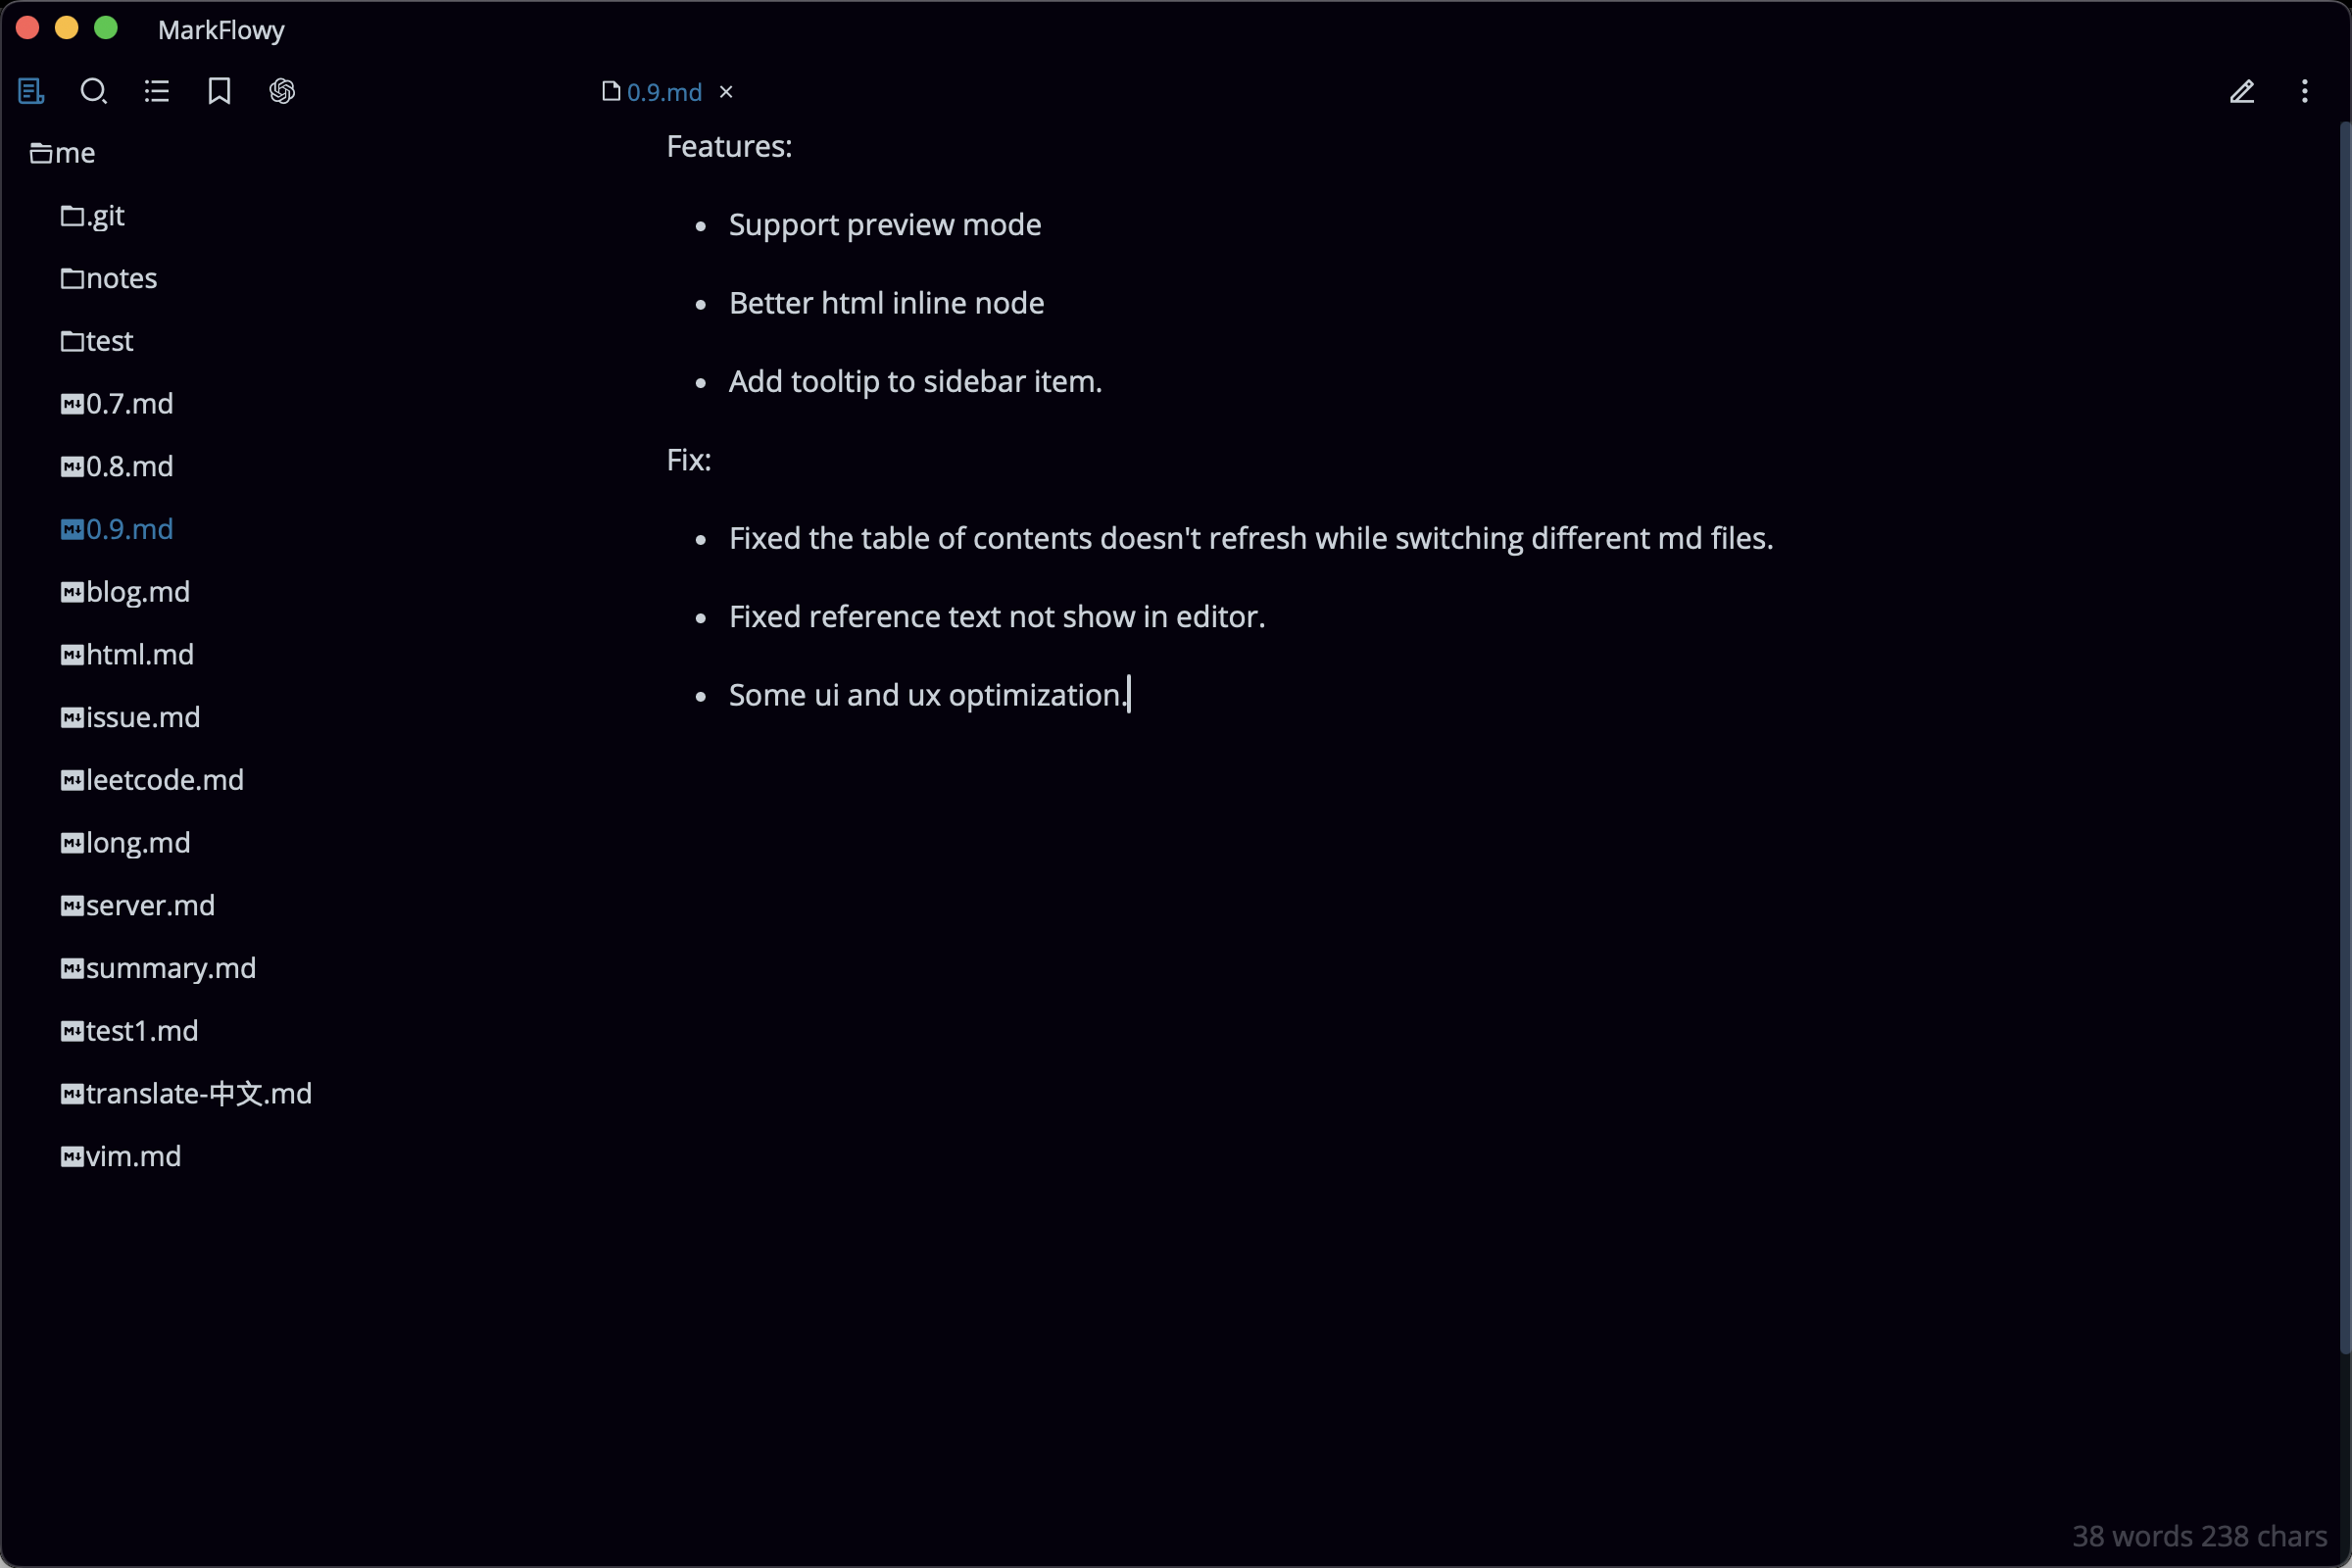 MarkFlowy
0.9.md
me
.git
notes
test
0.7.md
0.8.md
0.9.md
blog.md
html.md
issue.md
leetcode.md
long.md
server.md
summary.md
test1.md
translate-中文.md
vim.md
Features:
Support preview mode
Better html inline node
Add tooltip to sidebar item.
Fix:
Fixed the table of contents doesn't refresh while switching different md files.
Fixed reference text not show in editor.
Some ui and ux optimization.
38 words 238 chars